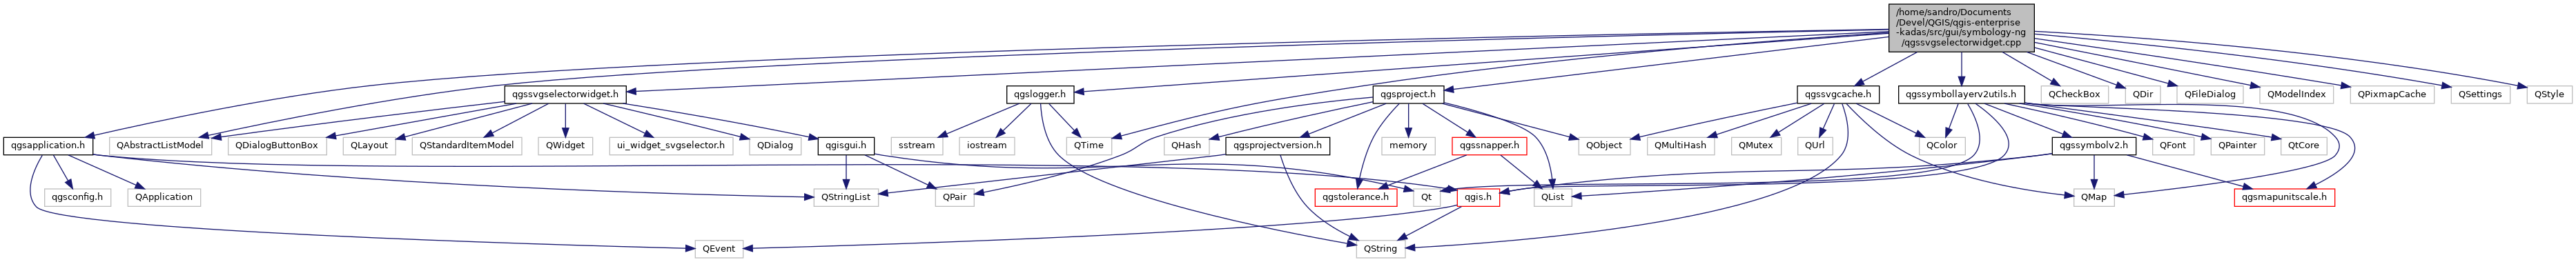 /home/sandro/Documents
/Devel/QGIS/qgis-enterprise
-kadas/src/gui/symbology-ng
/qgssvgselectorwidget.cpp
qgssvgselectorwidget.h
qgslogger.h
qgsproject.h
qgssvgcache.h
qgssymbollayerv2utils.h
QCheckBox
QDir
QFileDialog
QModelIndex
QPixmapCache
QSettings
QStyle
qgsapplication.h
QAbstractListModel
QDialogButtonBox
QLayout
QStandardItemModel
QWidget
ui_widget_svgselector.h
QDialog
qgisgui.h
sstream
iostream
QTime
QHash
qgsprojectversion.h
memory
qgssnapper.h
QObject
QMultiHash
QMutex
QUrl
QColor
qgssymbolv2.h
QFont
QPainter
QtCore
qgsconfig.h
QApplication
QStringList
QPair
qgstolerance.h
Qt
qgis.h
QList
QMap
qgsmapunitscale.h
QEvent
QString